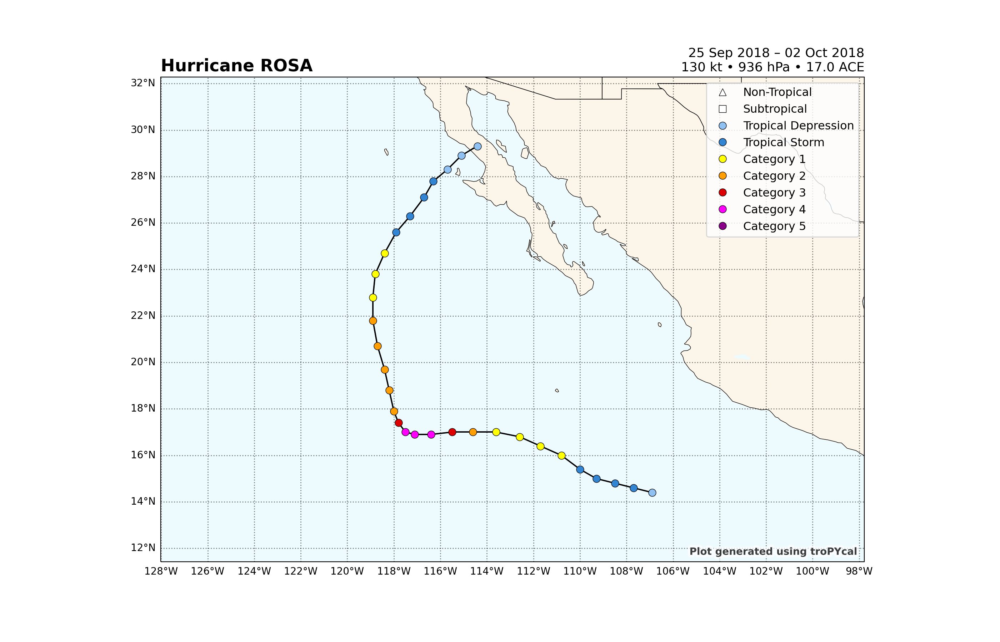 Hurricane ROSA
25 Sep 2018 – 02 Oct 2018
130 kt • 936 hPa • 17.0 ACE
32°N
30°N
28°N
26°N
24°N
22°N
20°N
18°N
16°N
14°N
12°N
Non-Tropical
Subtropical
Tropical Depression
Tropical Storm
Category 1
Category 2
Category 3
Category 4
Category 5
Plot generated using troPYcal
128°W 126°W 124°W 122°W 120°W 118°W 116°W 114°W 112°W 110°W 108°W 106°W 104°W 102°W 100°W 98°W